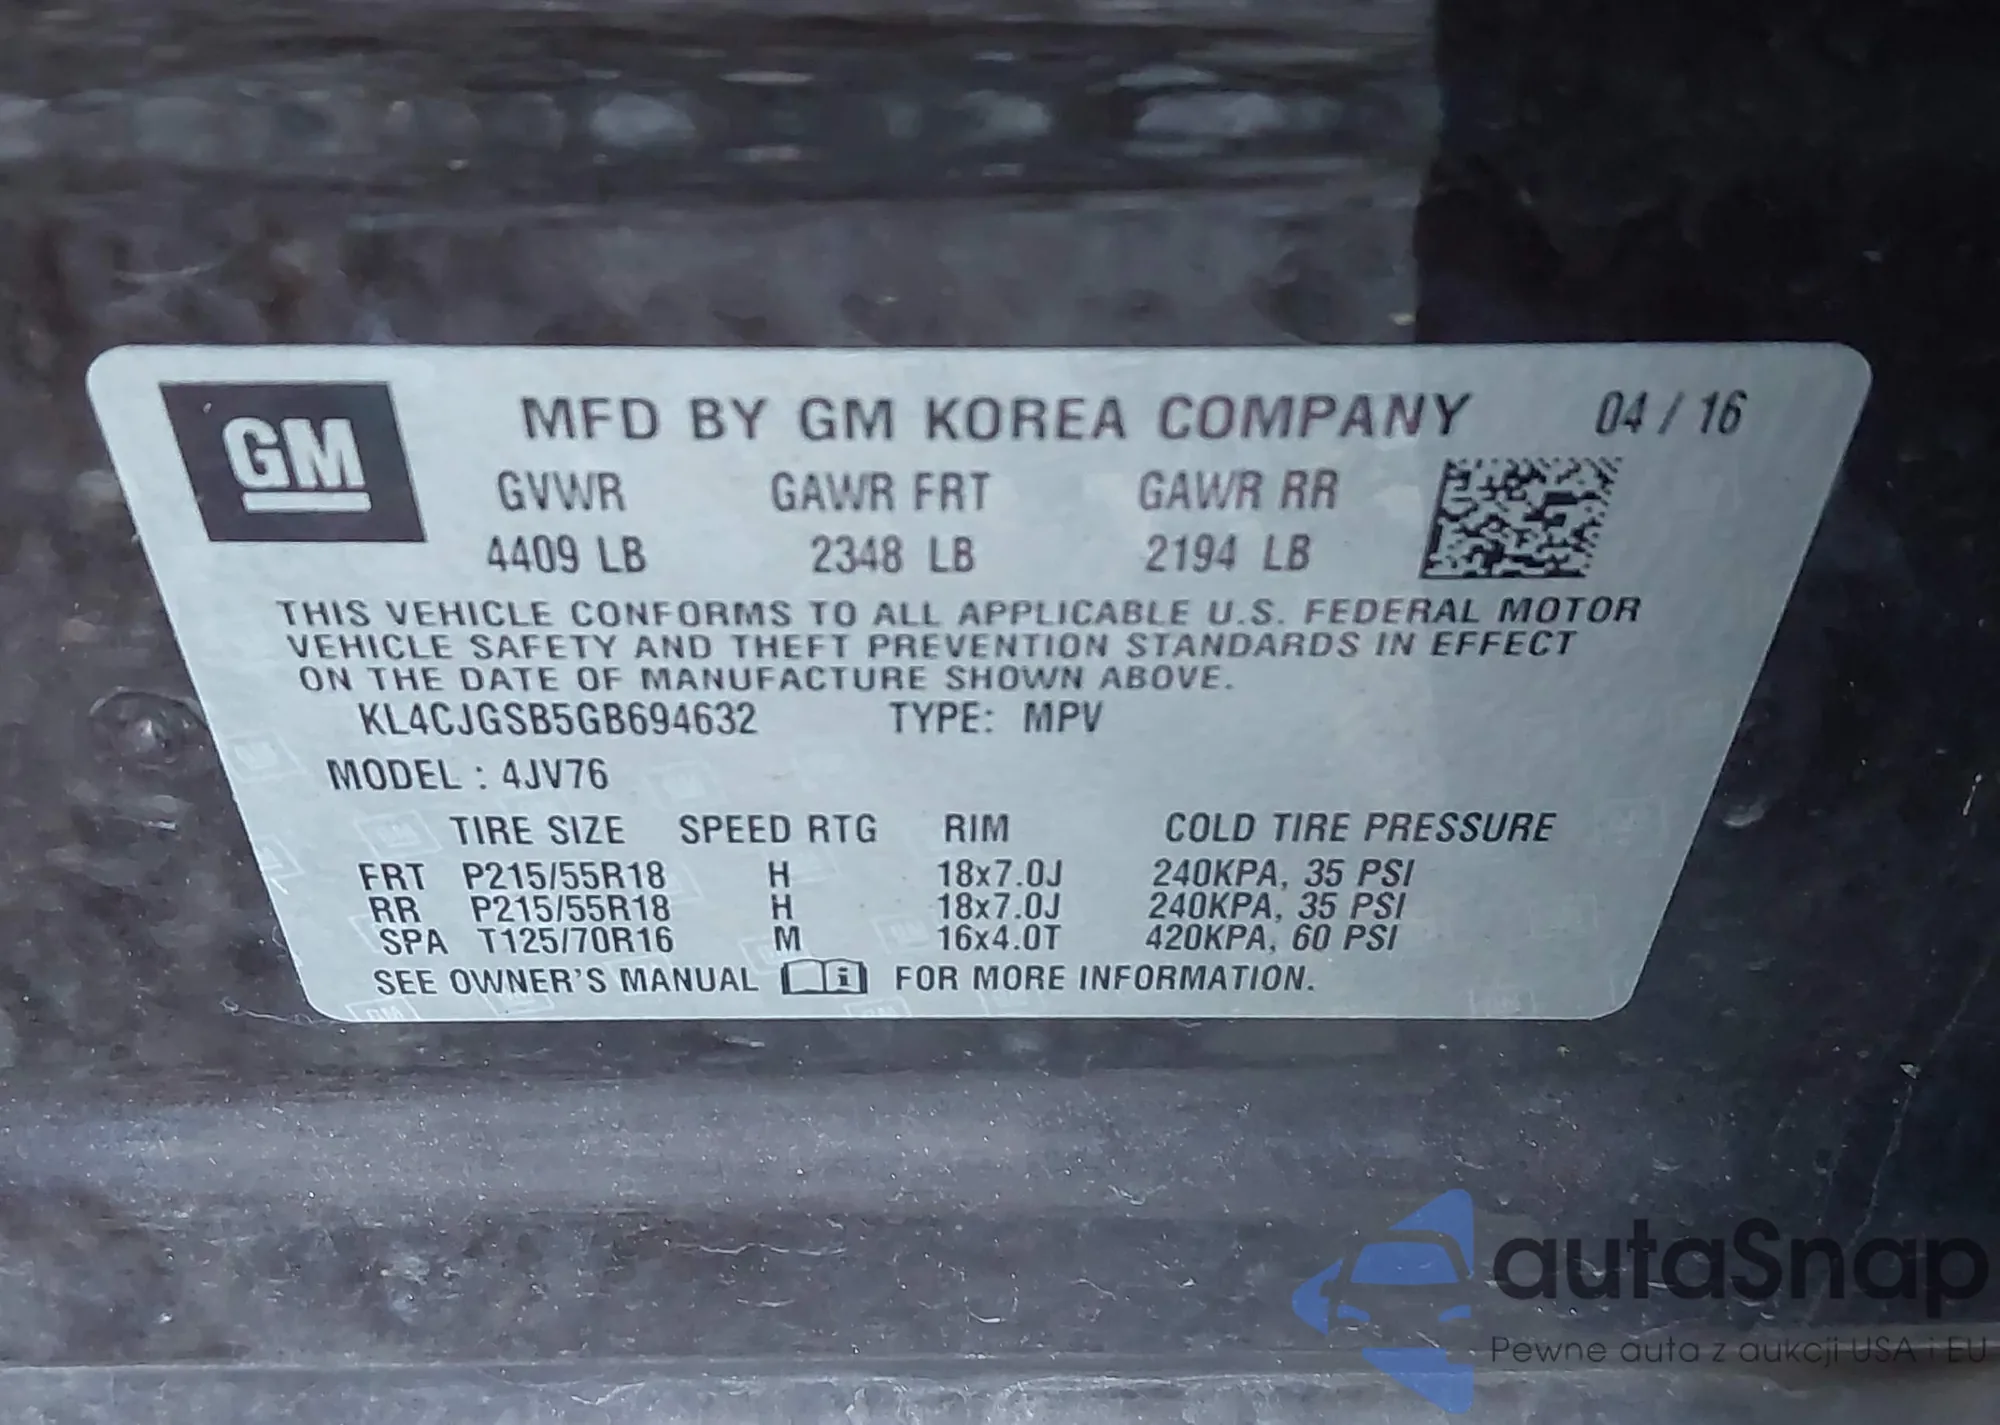 GM
MFD BY GM KOREA COMPANY 04 / 16
GVWR GAWR FRT GAWR RR
4409 LB 2348 LB 2194 LB
THIS VEHICLE CONFORMS TO ALL APPLICABLE U.S. FEDERAL MOTOR
VEHICLE SAFETY AND THEFT PREVENTION STANDARDS IN EFFECT
ON THE DATE OF MANUFACTURE SHOWN ABOVE.
KL4CJGSB5GB694632 TYPE: MPV
MODEL : 4JV76
TIRE SIZE SPEED RTG RIM COLD TIRE PRESSURE
FRT P215/55R18 H 18x7.0J 240KPA, 35 PSI
RR P215/55R18 H 18x7.0J 240KPA, 35 PSI
SPA T125/70R16 M 16x4.0T 420KPA, 60 PSI
SEE OWNER'S MANUAL i FOR MORE INFORMATION.
autaSnap
Pewne auta z aukcji USA i EU